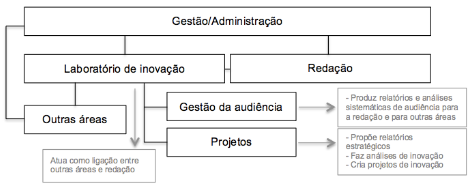 Gestão/Administração
Laboratório de inovação
Redação
Gestão da audiência
- Produz relatórios e análises
sistemáticas de audiência para
a redação e para outras áreas
Outras áreas
Projetos
- Propõe relatórios
estratégicos
- Faz análises de inovação
- Cria projetos de inovação
Atua como ligação entre
outras áreas e redação